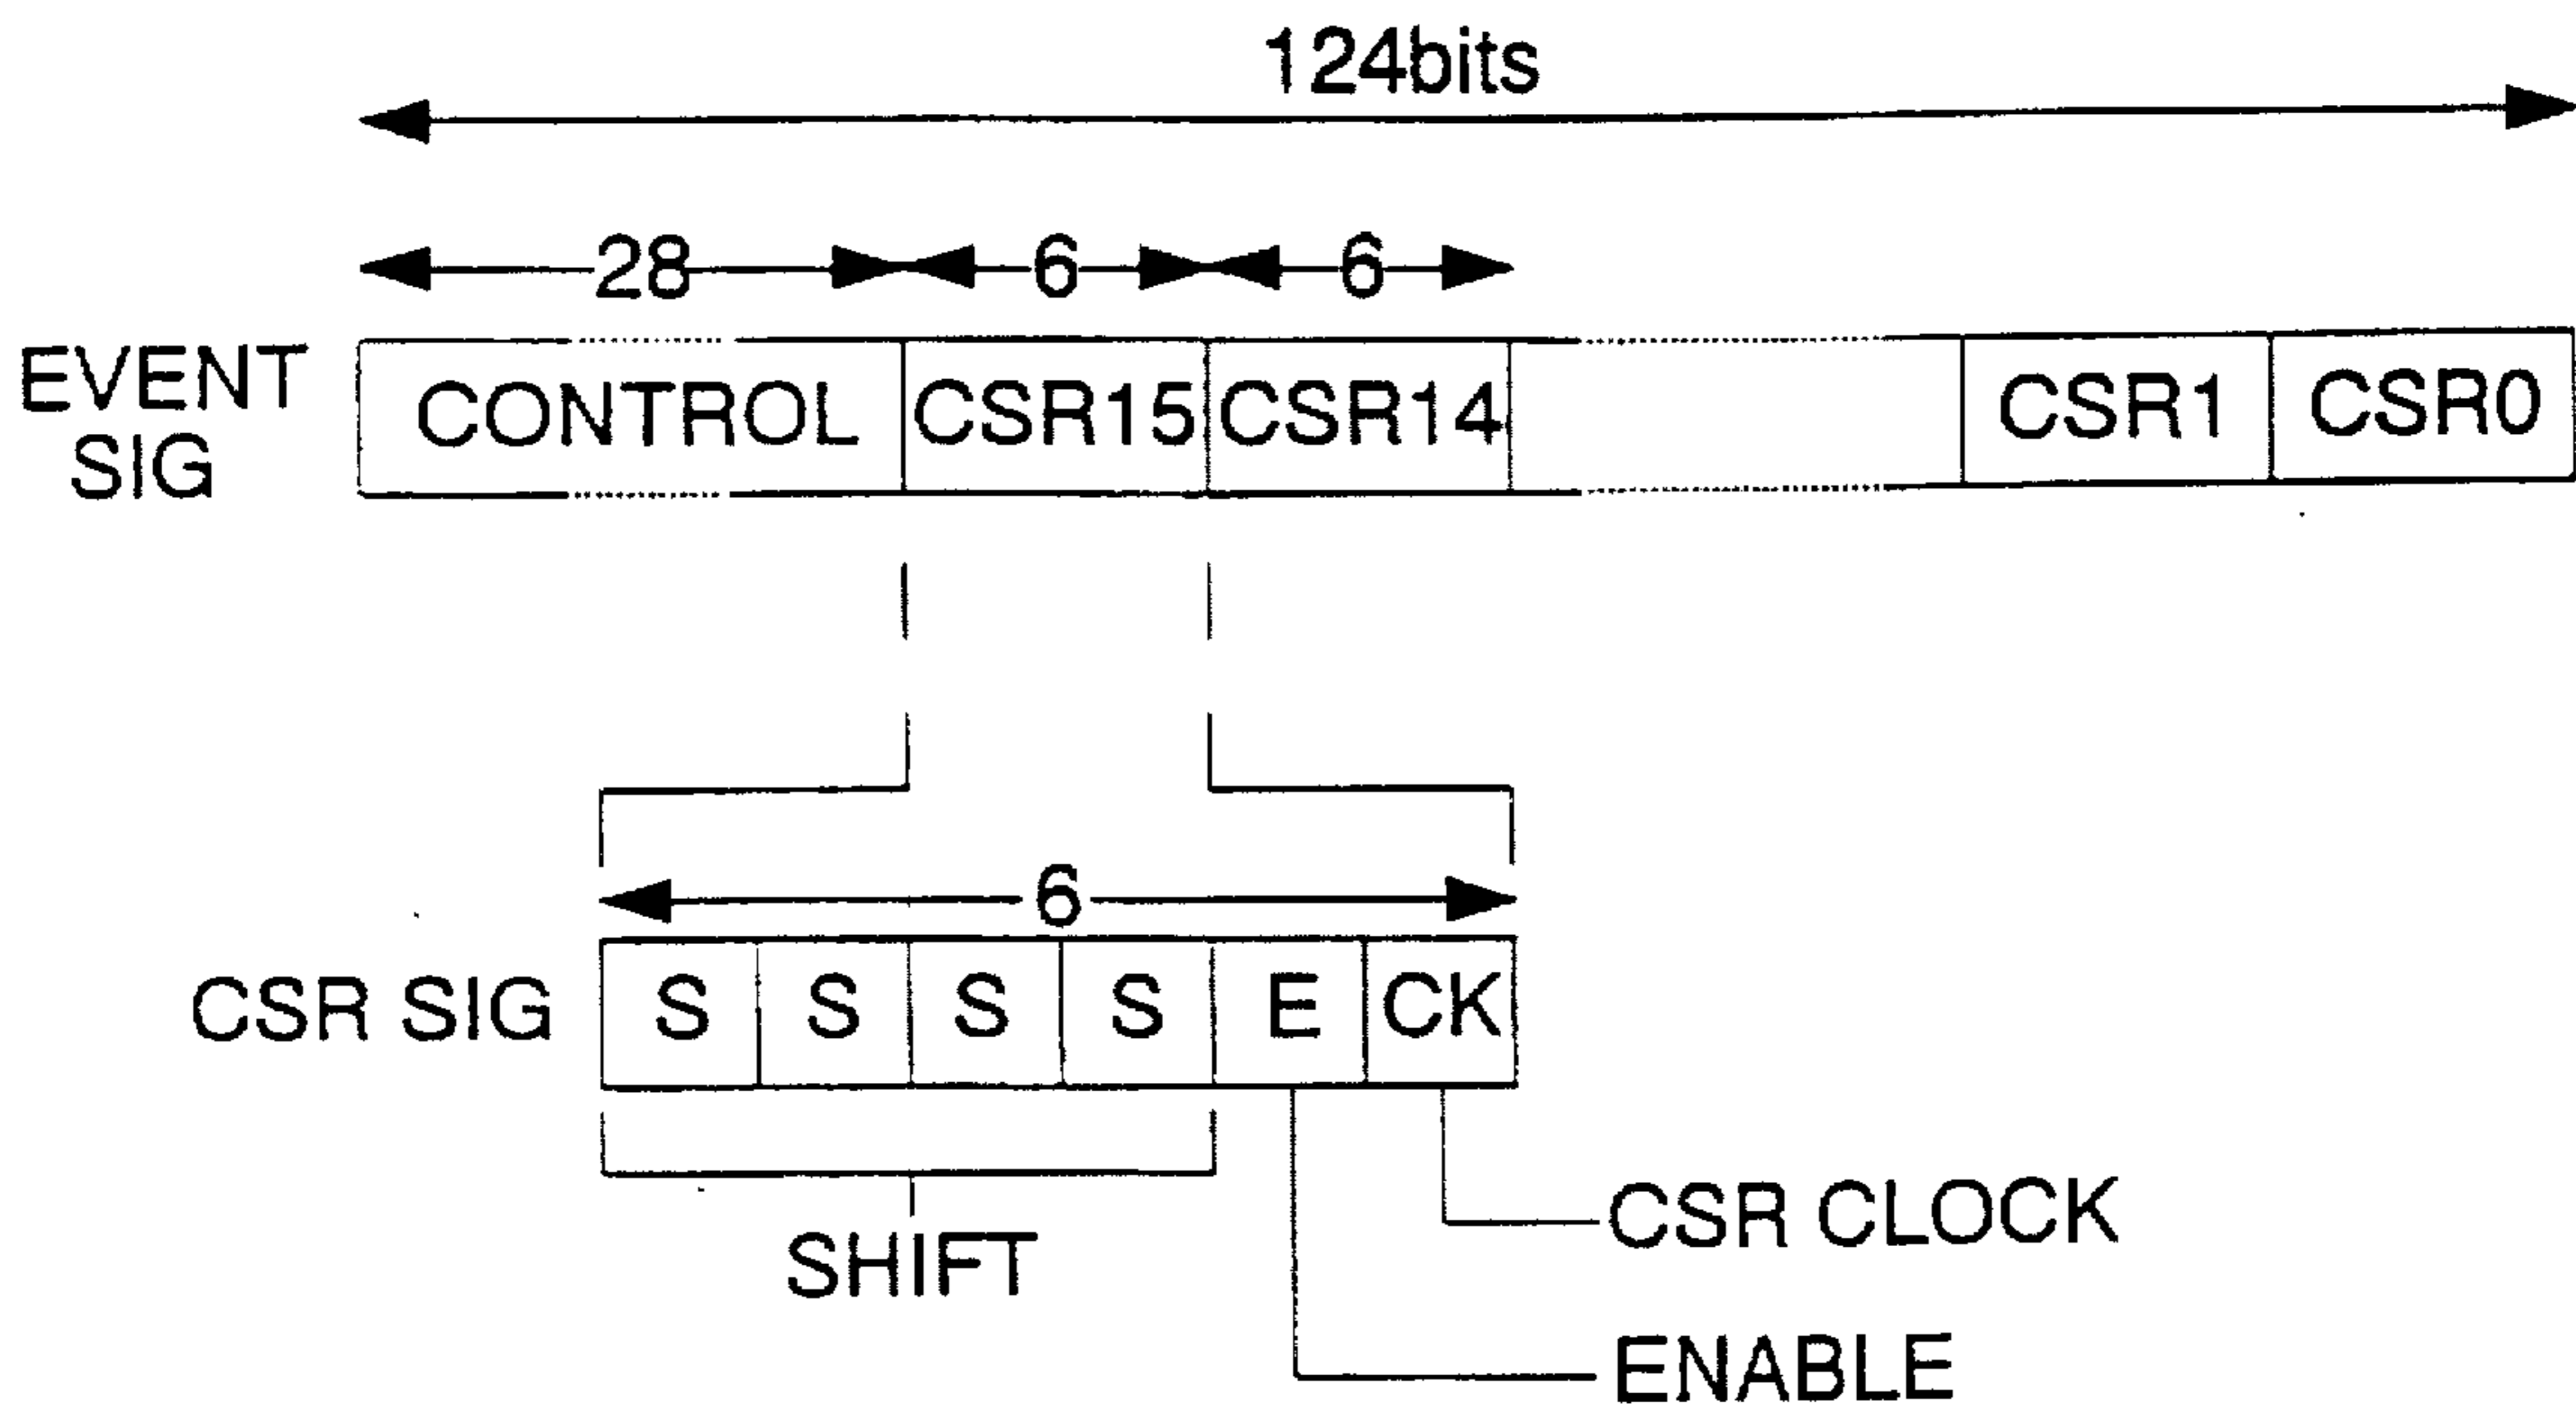 124bits
28 6 6
EVENT SIG
CONTROL CSR15 CSR14 CSR1 CSR0
6
CSR SIG S S S S E CK
SHIFT
CSR CLOCK
ENABLE